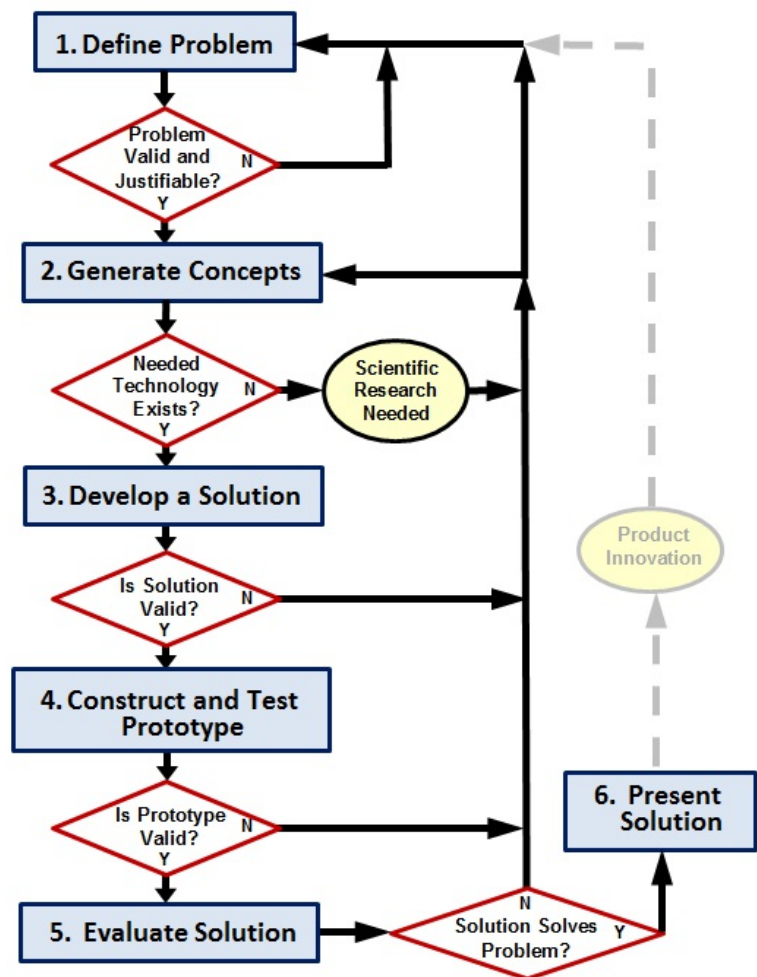 1. Define Problem
Problem
Valid and
Justifiable?
N
Y
2. Generate Concepts
Needed
Technology
Exists?
N
Y
Scientific
Research
Needed
3. Develop a Solution
Product
Innovation
Is Solution
Valid?
N
Y
4. Construct and Test
Prototype
Is Prototype
Valid?
N
Y
6. Present
Solution
5. Evaluate Solution
N
Solution Solves
Problem?
Y